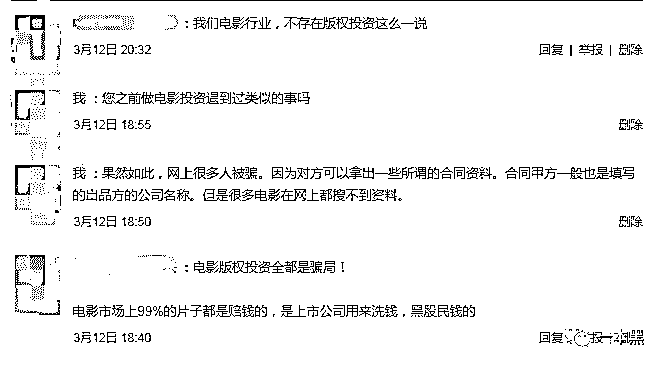 ：我们电影行业，不存在版权投资这么一说
3月12日 20:32
回复 | 举报 | 删除
我 ：您之前做电影投资遇到过类似的事吗
3月12日 18:55
删除
我 ：果然如此，网上很多人被骗。因为对方可以拿出一些所谓的合同资料。合同甲方一般也是填写
的出品方的公司名称。但是很多电影在网上都搜不到资料。
3月12日 18:50
删除
：电影版权投资全都是骗局！
电影市场上99%的片子都是赔钱的，是上市公司用来洗钱，黑股民钱的
3月12日 18:40
回复